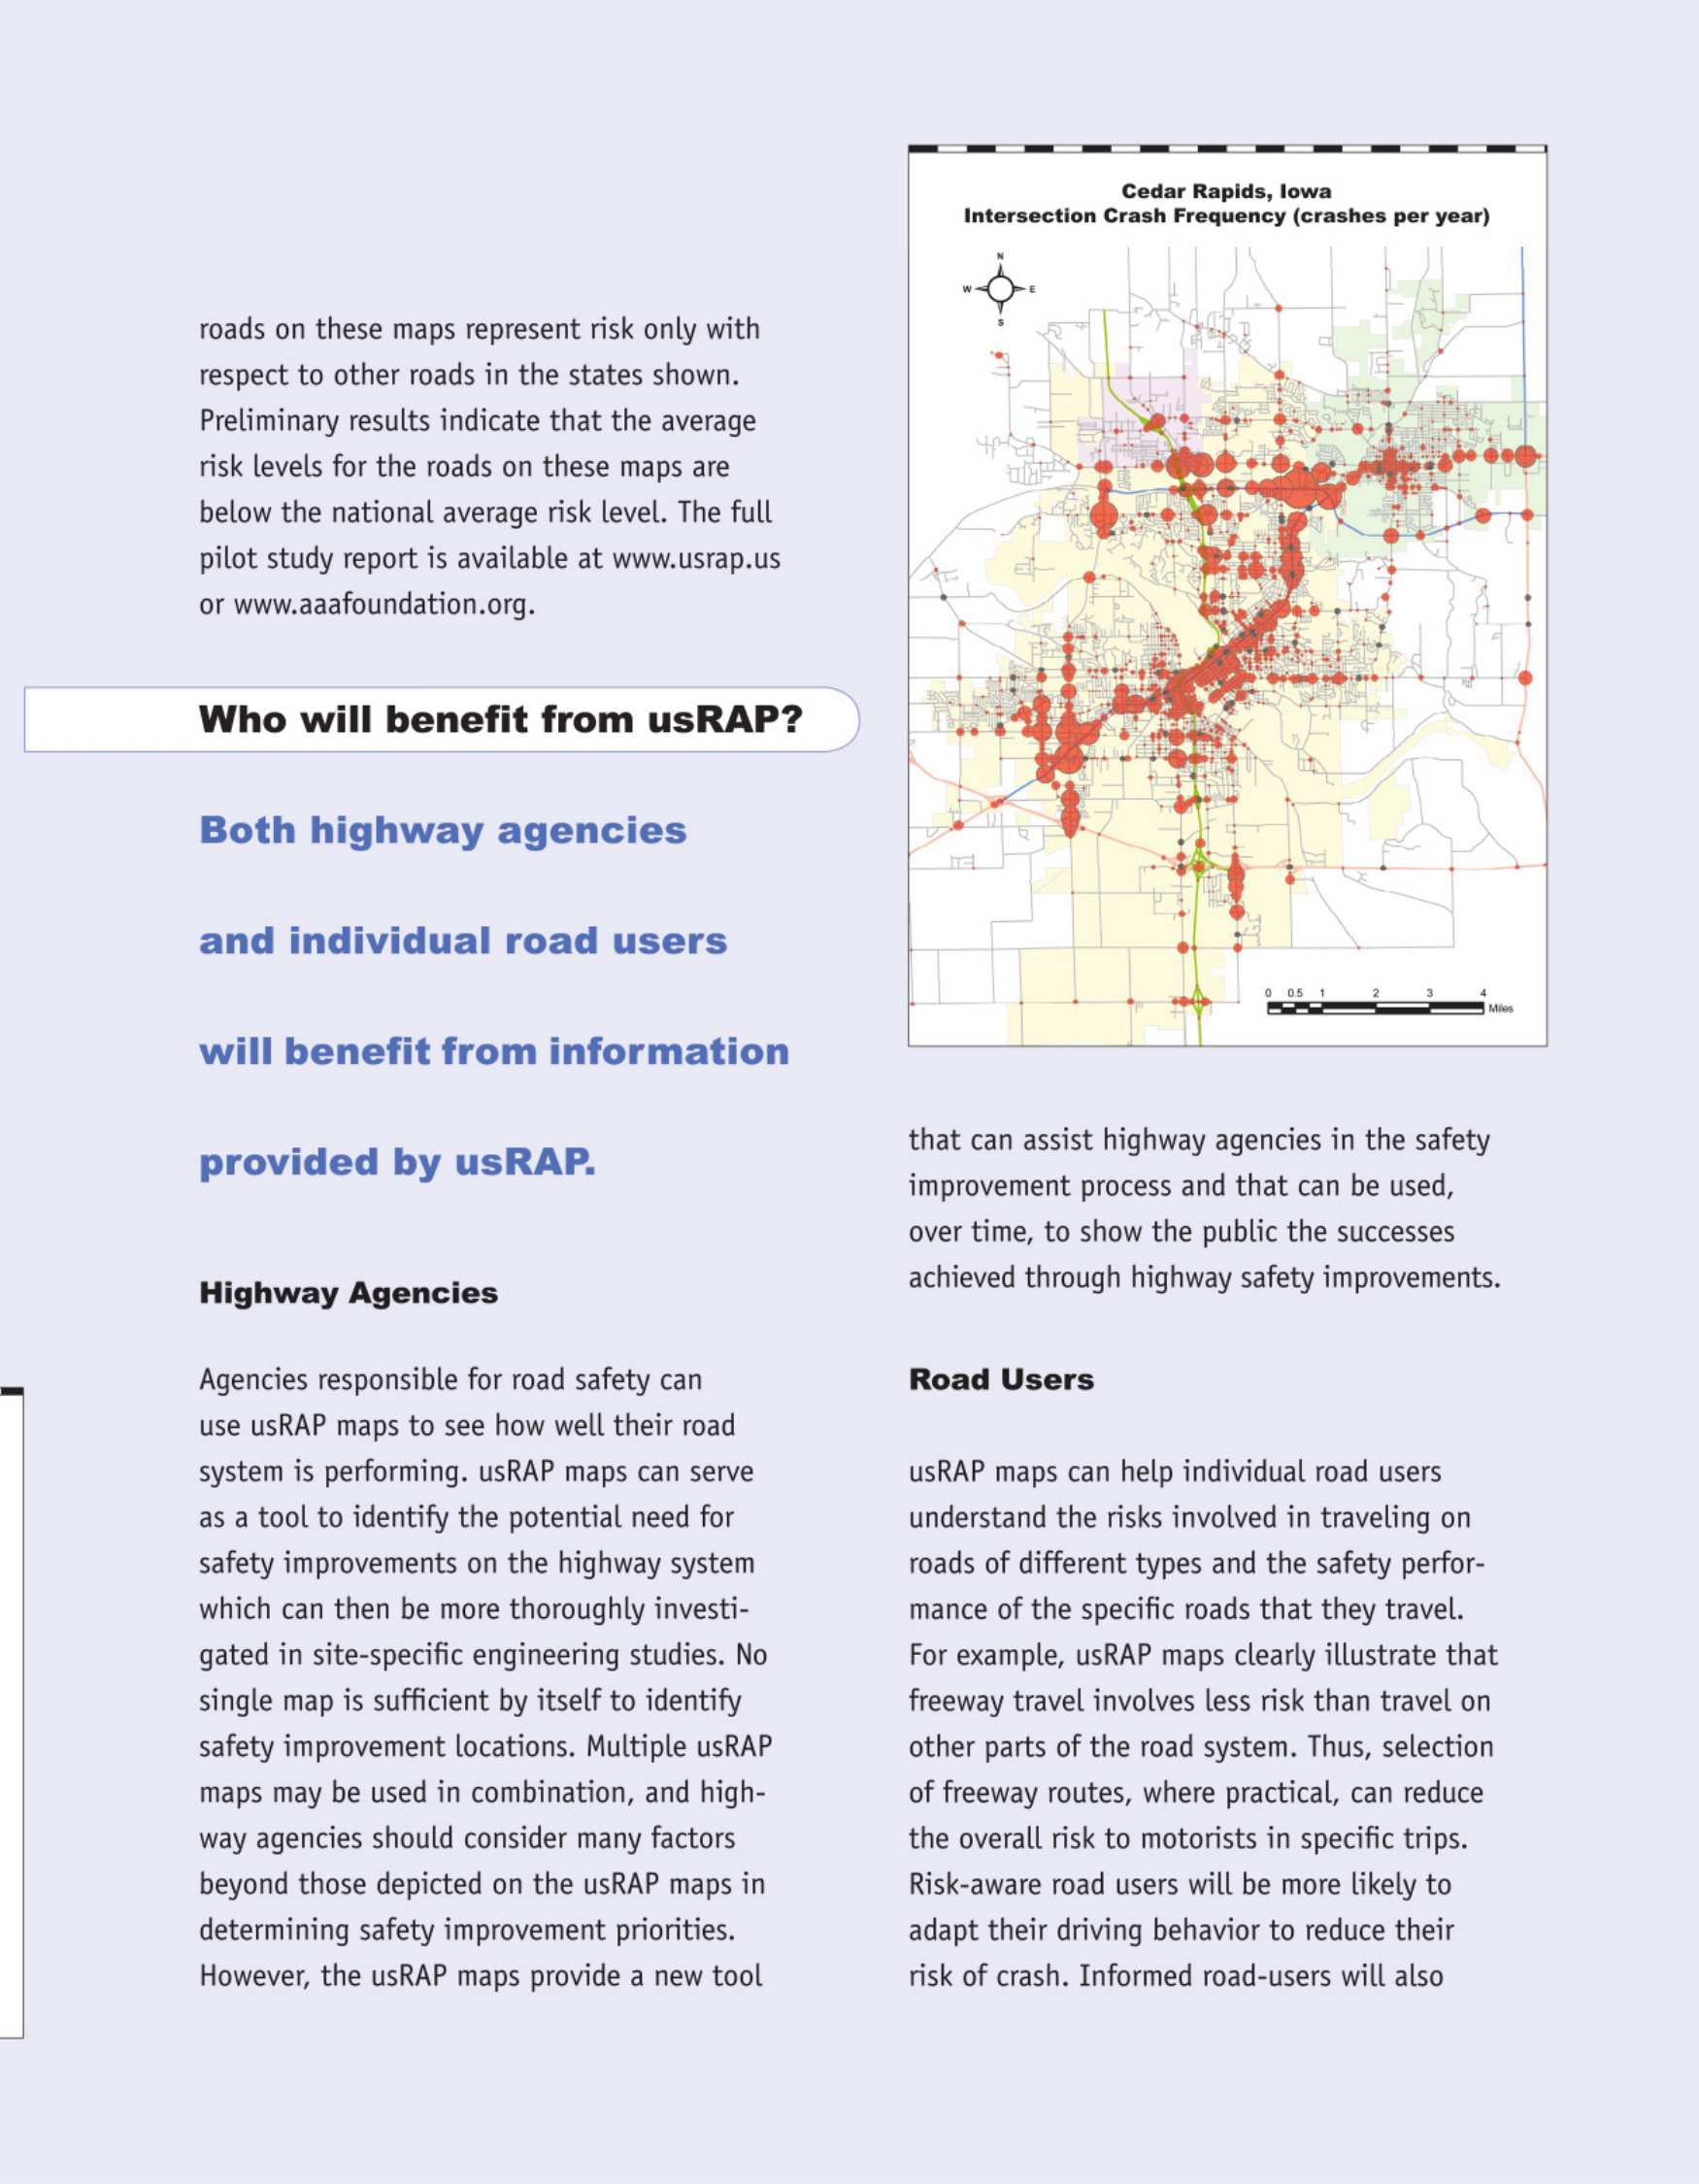 roads on these maps represent risk only with
respect to other roads in the states shown.
Preliminary results indicate that the average
risk levels for the roads on these maps are
below the national average risk level. The full
pilot study report is available at www.usrap.us
or www.aaafoundation.org.
Who will benefit from usRAP?
Both highway agencies
and individual road users
will benefit from information
provided by usRAP.
Highway Agencies
Agencies responsible for road safety can
use usRAP maps to see how well their road
system is performing. usRAP maps can serve
as a tool to identify the potential need for
safety improvements on the highway system
which can then be more thoroughly investi-
gated in site-specific engineering studies. No
single map is sufficient by itself to identify
safety improvement locations. Multiple usRAP
maps may be used in combination, and high-
way agencies should consider many factors
beyond those depicted on the usRAP maps in
determining safety improvement priorities.
However, the usRAP maps provide a new tool
Cedar Rapids, Iowa
Intersection Crash Frequency (crashes per year)
N
W E
S
0 0.5 1 2 3 4
Miles
that can assist highway agencies in the safety
improvement process and that can be used,
over time, to show the public the successes
achieved through highway safety improvements.
Road Users
usRAP maps can help individual road users
understand the risks involved in traveling on
roads of different types and the safety perfor-
mance of the specific roads that they travel.
For example, usRAP maps clearly illustrate that
freeway travel involves less risk than travel on
other parts of the road system. Thus, selection
of freeway routes, where practical, can reduce
the overall risk to motorists in specific trips.
Risk-aware road users will be more likely to
adapt their driving behavior to reduce their
risk of crash. Informed road-users will also